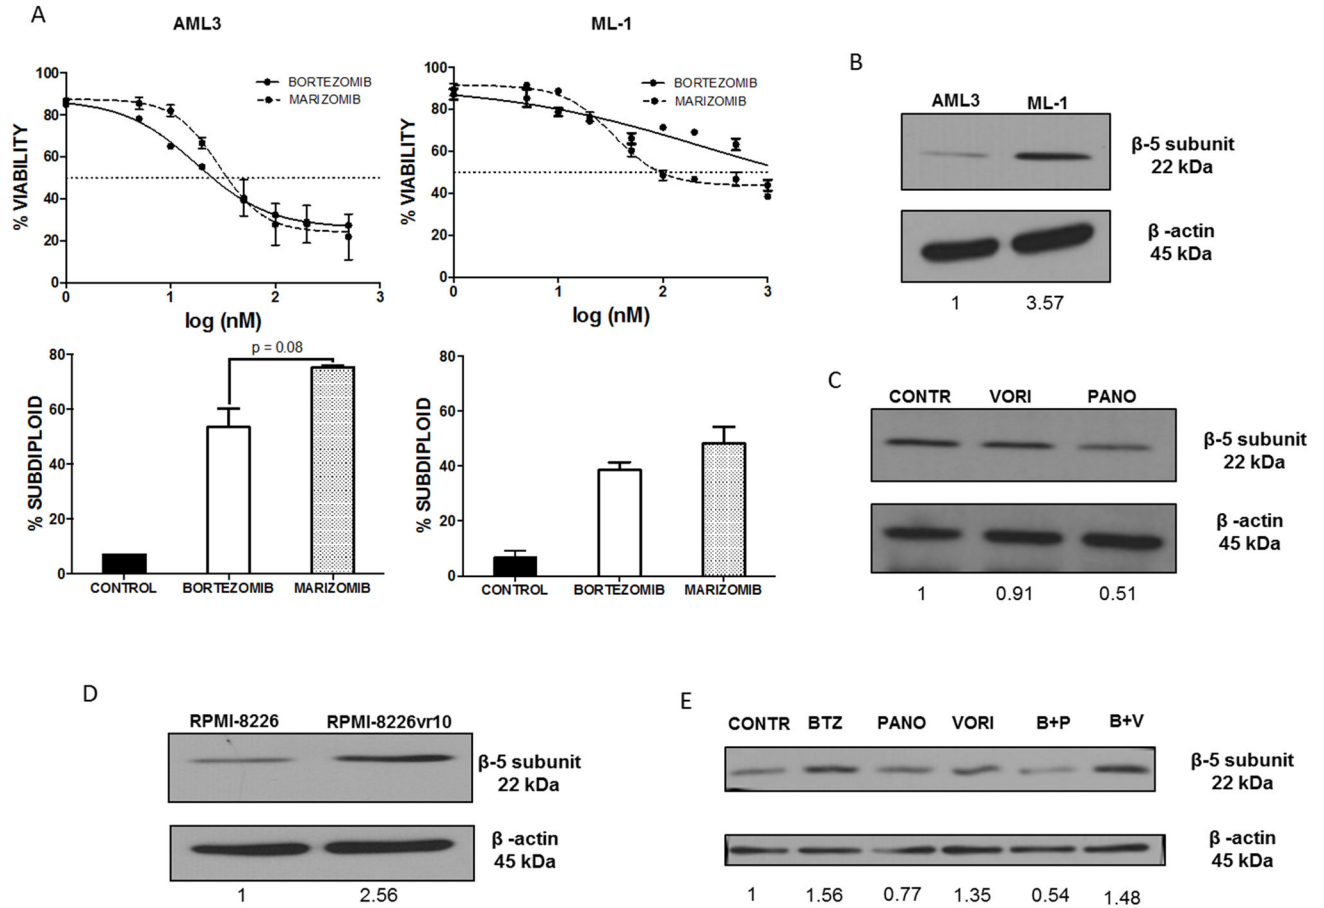 A
AML3
100
80
60
40
20
0
% VIABILITY
BORTEZOMIB
MARIZOMIB
0 1 2 3
log (nM)
ML-1
100
80
60
40
20
0
% VIABILITY
BORTEZOMIB
MARIZOMIB
0 1 2 3
log (nM)
80
60
40
20
0
% SUBDIPLOID
p = 0.08
CONTROL BORTEZOMIB MARIZOMIB
80
60
40
20
0
% SUBDIPLOID
CONTROL BORTEZOMIB MARIZOMIB
B
AML3 ML-1
β-5 subunit
22 kDa
β -actin
45 kDa
1 3.57
C
CONTR VORI PANO
β-5 subunit
22 kDa
β -actin
45 kDa
1 0.91 0.51
D
RPMI-8226 RPMI-8226vr10
β-5 subunit
22 kDa
β -actin
45 kDa
1 2.56
E
CONTR BTZ PANO VORI B+P B+V
β-5 subunit
22 kDa
β -actin
45 kDa
1 1.56 0.77 1.35 0.54 1.48